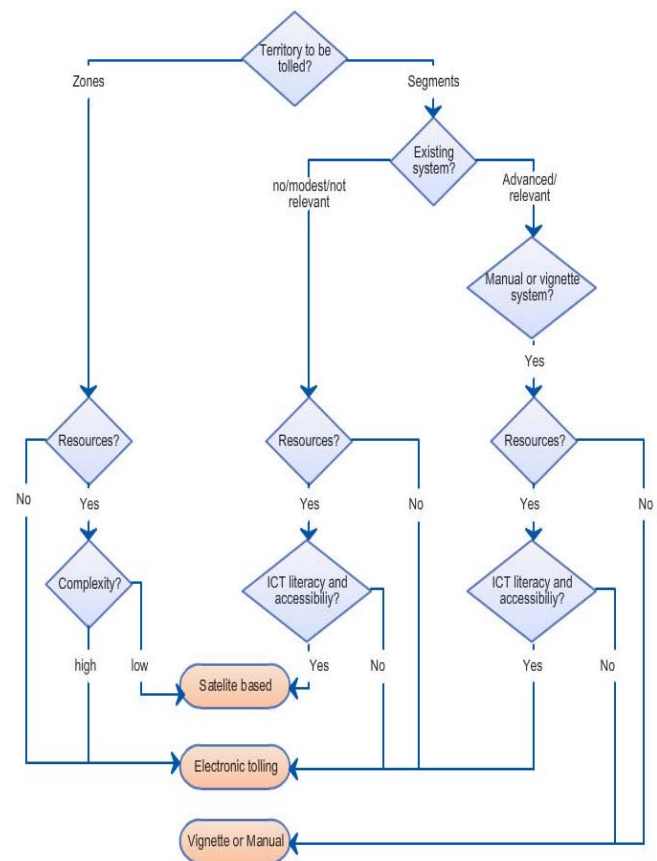 Territory to be
tolled?
Zones
Segments
Existing
system?
no/modest/not
relevant
Advanced/
relevant
Manual or vignette
system?
Yes
Resources?
Resources?
Resources?
No
Yes
Yes
No
Yes
No
Complexity?
ICT literacy and
accessibiliy?
ICT literacy and
accessibiliy?
high
low
Yes
No
Yes
No
Satelite based
Electronic tolling
Vignette or Manual